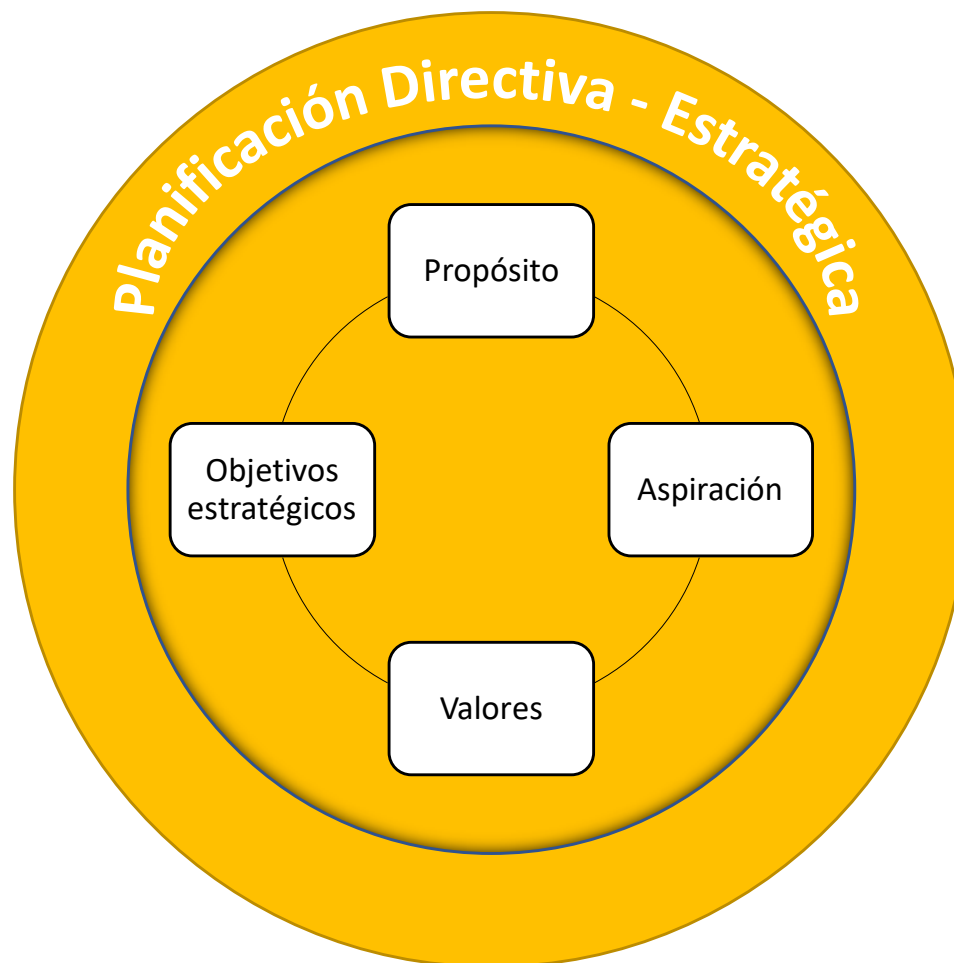 Planificación Directiva - Estratégica
Propósito
Objetivos
estratégicos
Aspiración
Valores